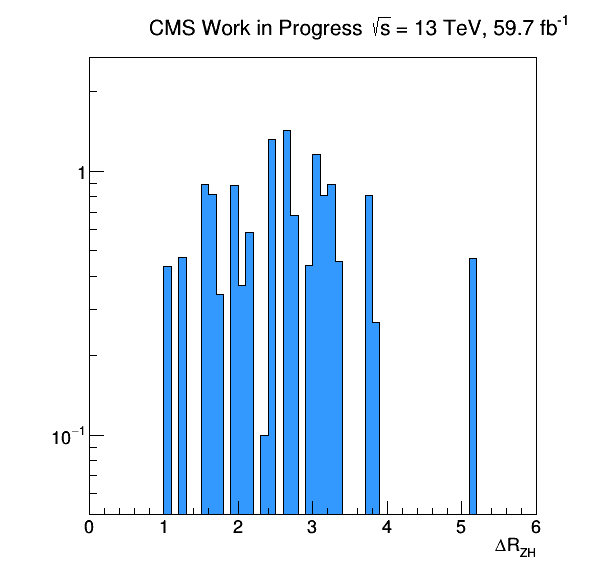 CMS Work in Progress √s = 13 TeV, 59.7 fb⁻¹
1
10⁻¹
0 1 2 3 4 5 6
ΔR_ZH